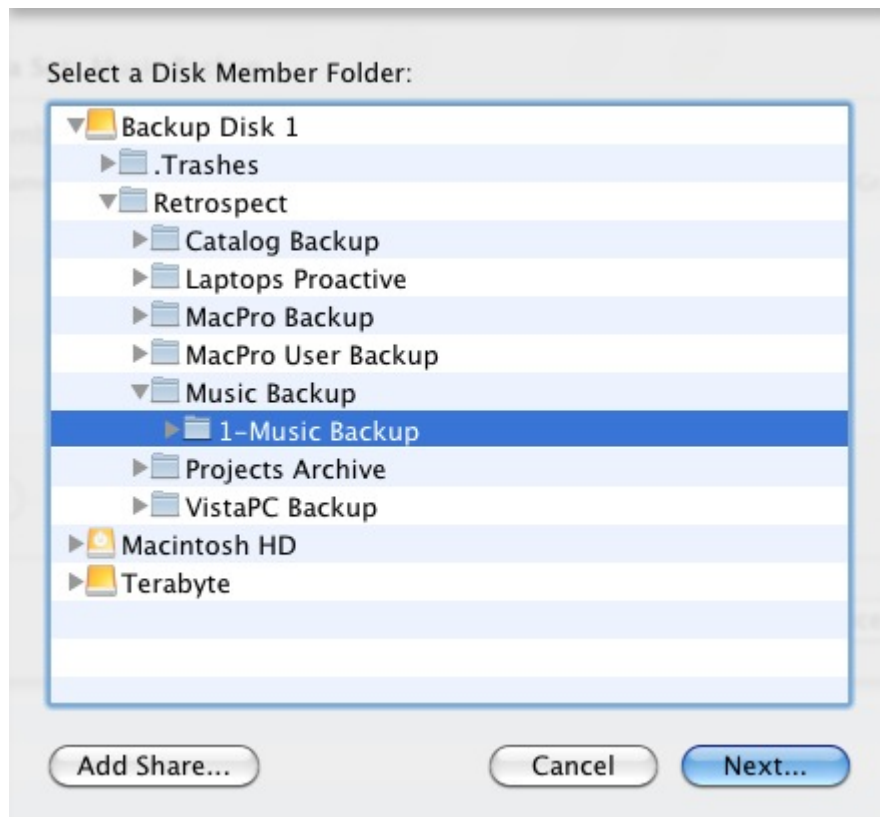 Select a Disk Member Folder:
Backup Disk 1
.Trashes
Retrospect
Catalog Backup
Laptops Proactive
MacPro Backup
MacPro User Backup
Music Backup
1-Music Backup
Projects Archive
VistaPC Backup
Macintosh HD
Terabyte
Add Share... Cancel Next...